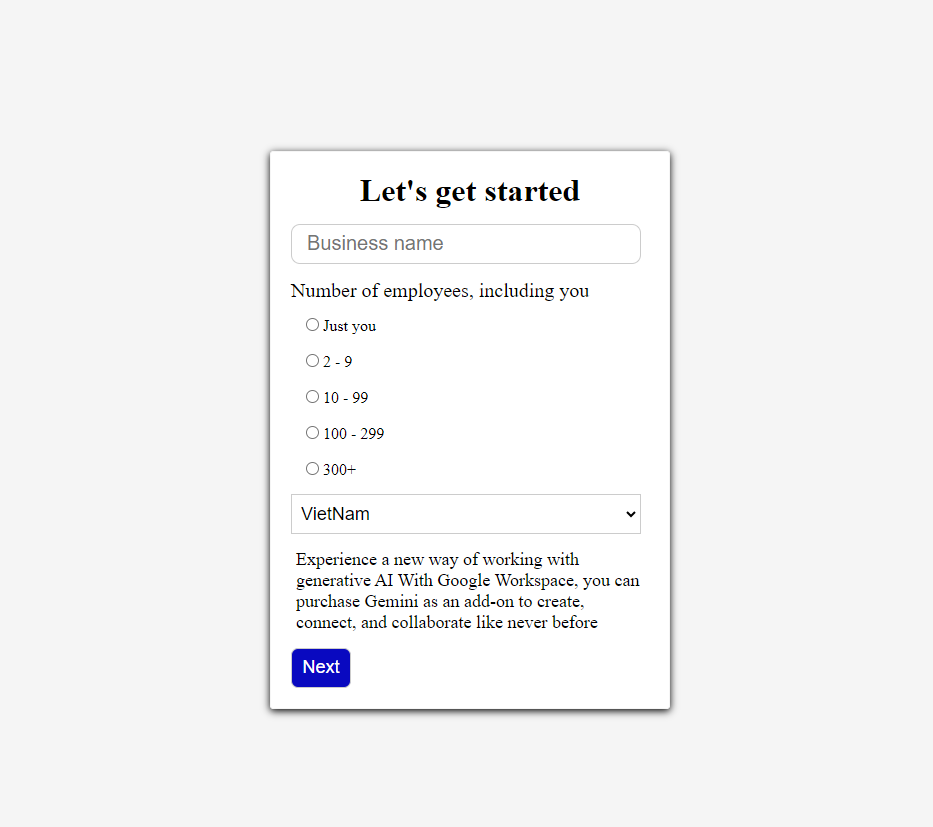 Let's get started
Business name
Number of employees, including you
Just you
2 - 9
10 - 99
100 - 299
300+
VietNam
Experience a new way of working with
generative AI With Google Workspace, you can
purchase Gemini as an add-on to create,
connect, and collaborate like never before
Next